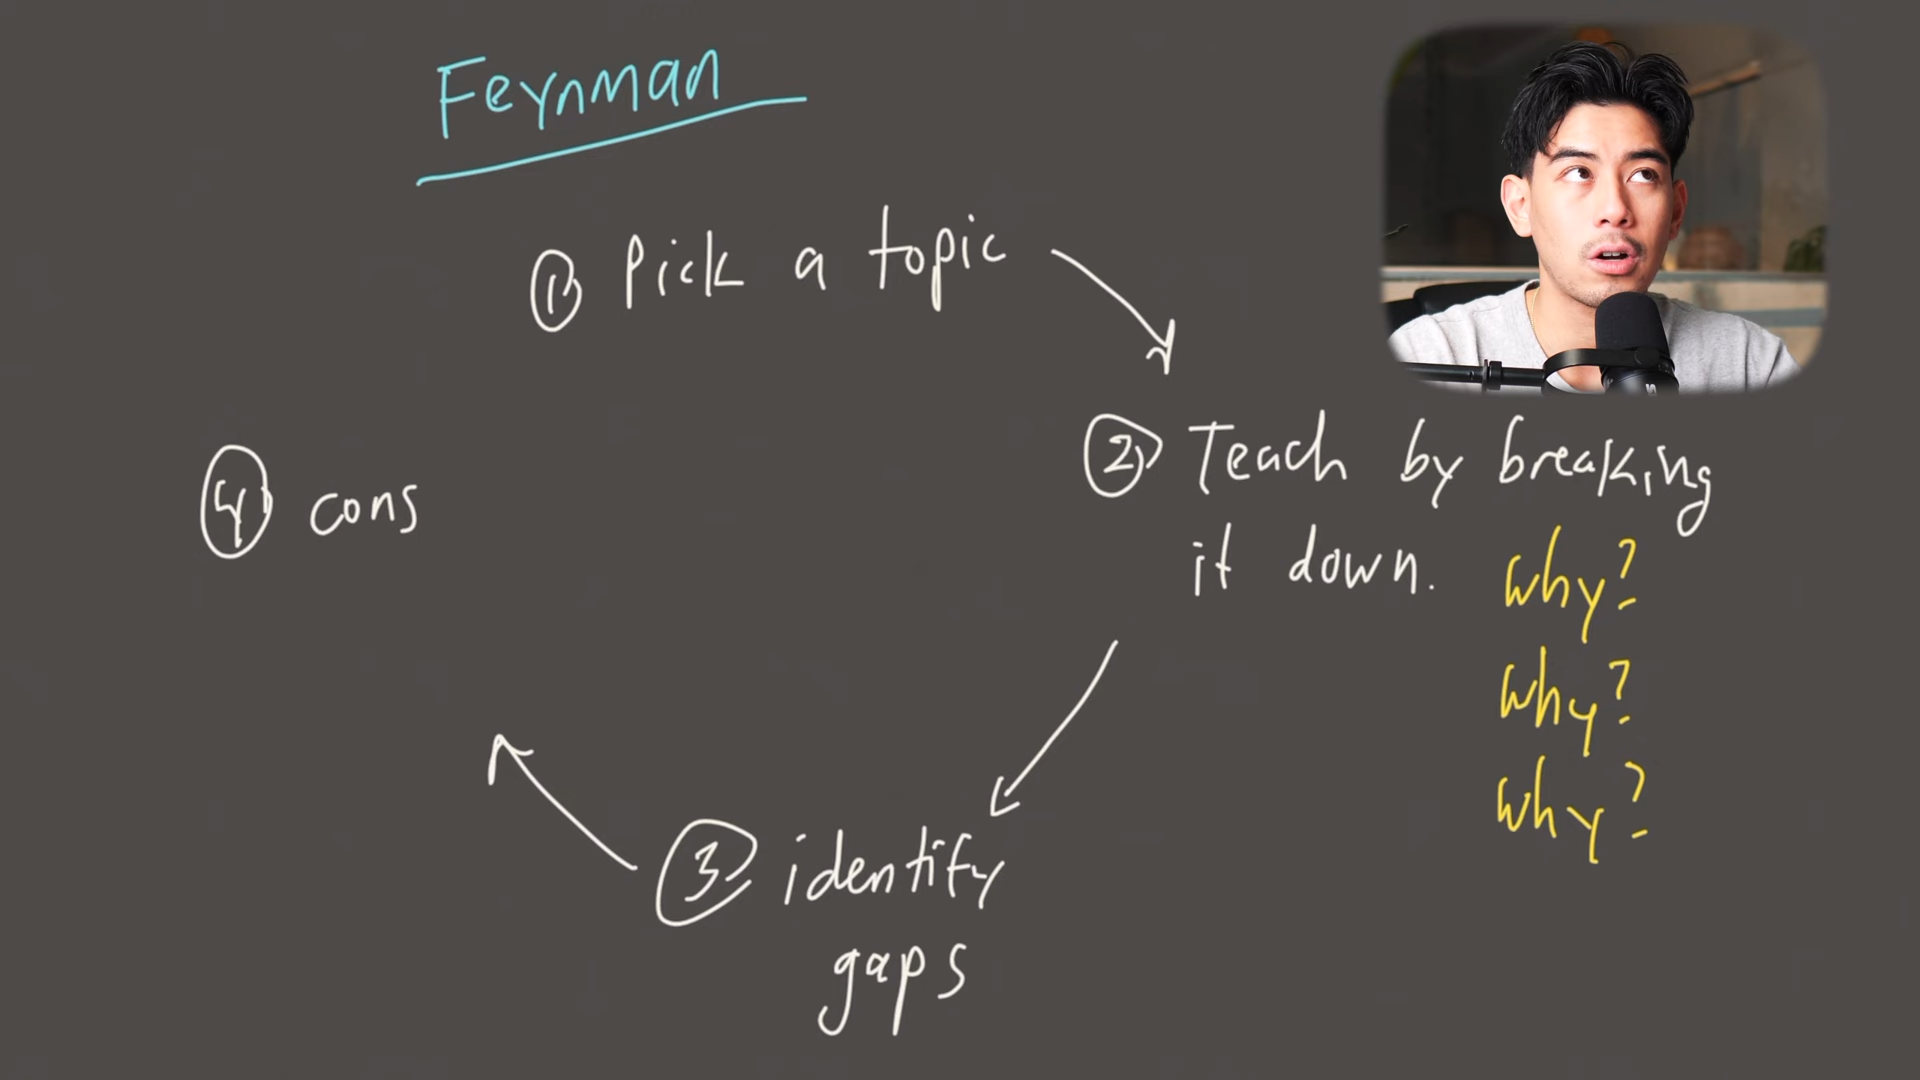 Feynman
① Pick a topic
② Teach by breaking
it down.
why?
why?
why?
③ identify
gaps
④ cons